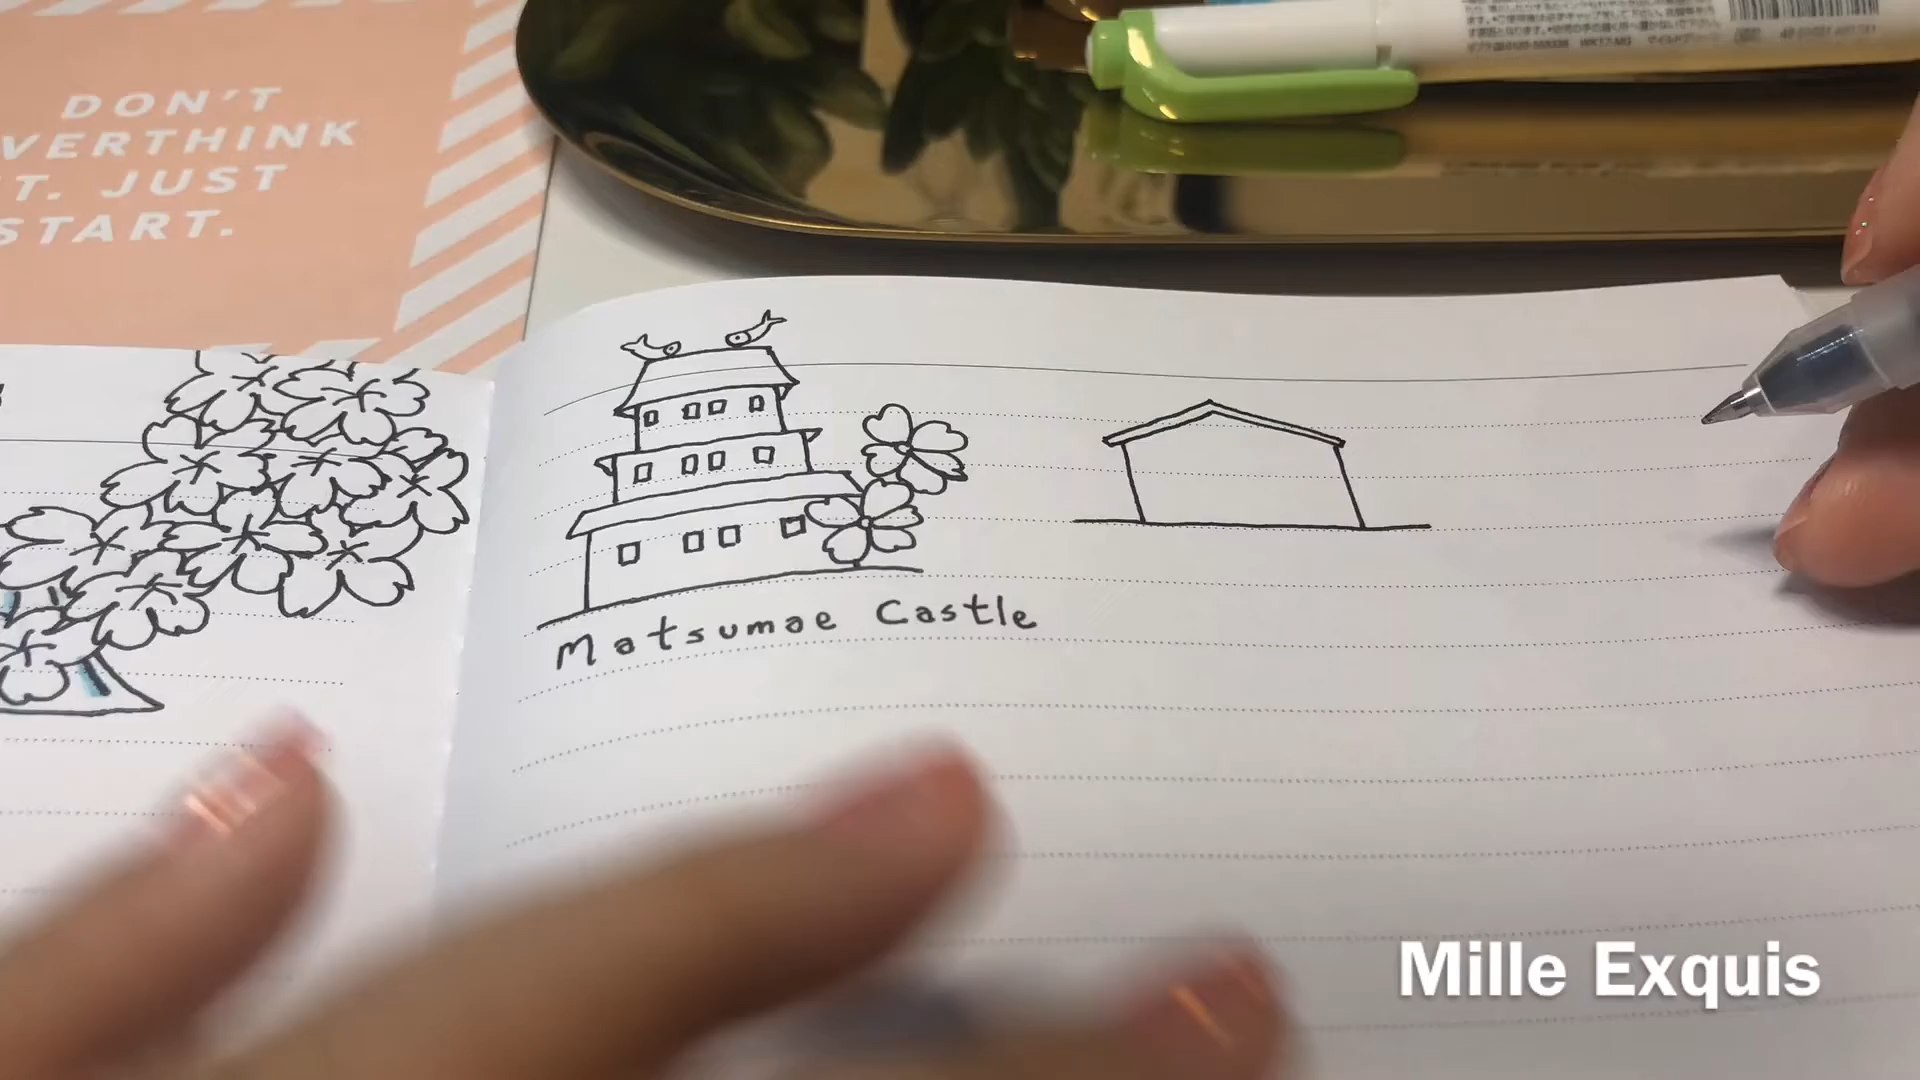 DON'T
VERTHINK
T. JUST
START.
Matsumae Castle
Mille Exquis